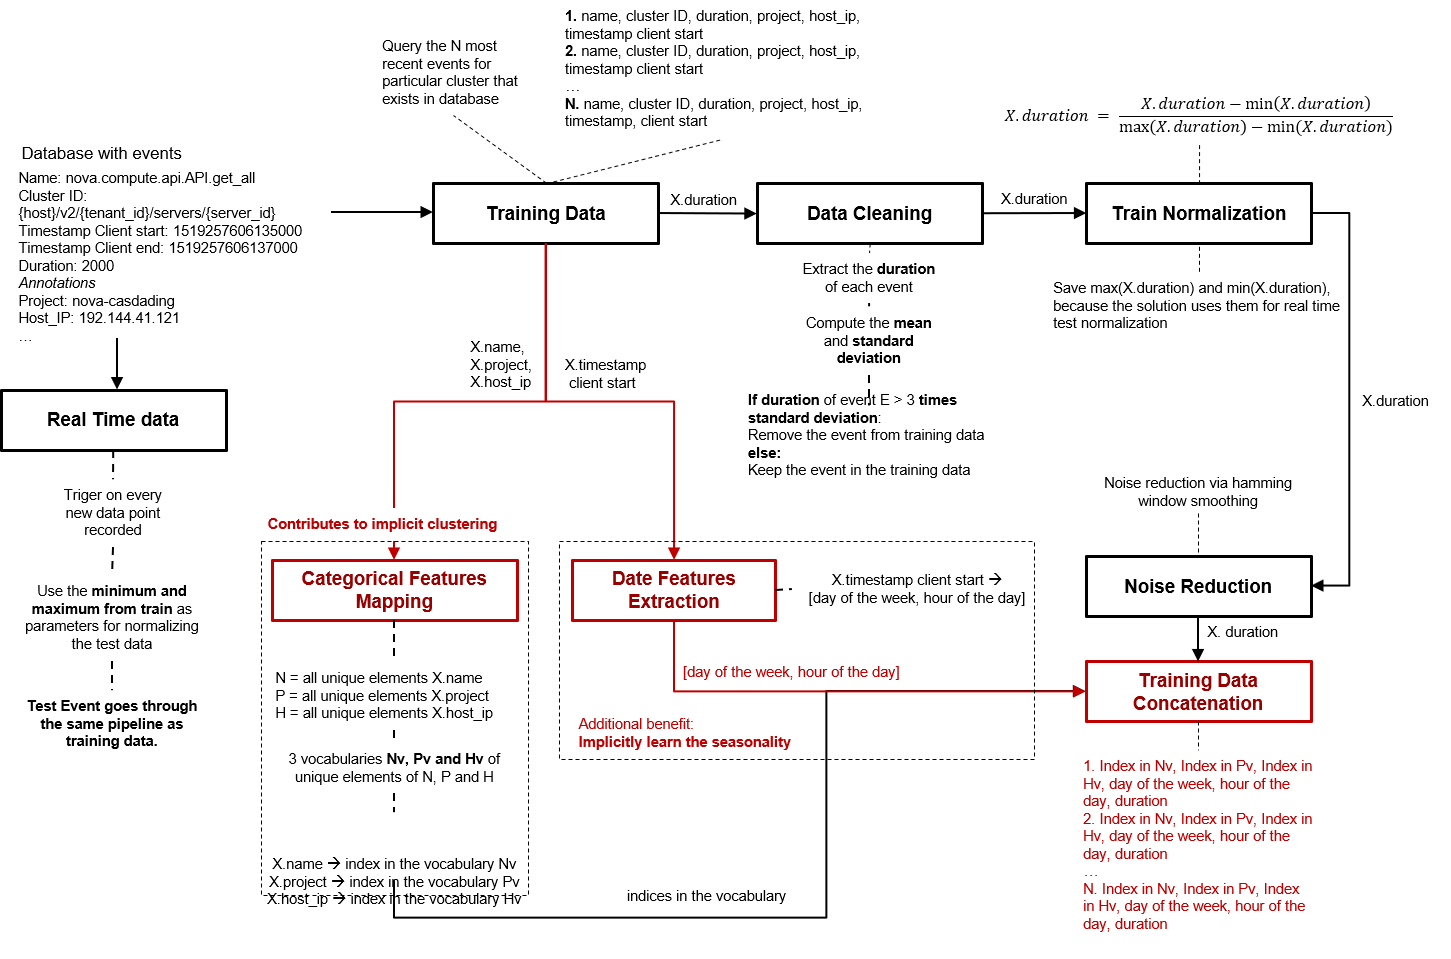 Query the N most
recent events for
particular cluster that
exists in database
1. name, cluster ID, duration, project, host_ip,
timestamp client start
2. name, cluster ID, duration, project, host_ip,
timestamp client start
...
N. name, cluster ID, duration, project, host_ip,
timestamp, client start
X.duration = (X.duration − min(X.duration)) / (max(X.duration) − min(X.duration))
Database with events
Name: nova.compute.api.API.get_all
Cluster ID:
{host}/v2/{tenant_id}/servers/{server_id}
Timestamp Client start: 1519257606135000
Timestamp Client end: 1519257606137000
Duration: 2000
Annotations
Project: nova-casdading
Host_IP: 192.144.41.121
...
Training Data
X.duration
Data Cleaning
X.duration
Train Normalization
Extract the duration
of each event
Compute the mean
and standard
deviation
If duration of event E > 3 times
standard deviation:
Remove the event from training data
else:
Keep the event in the training data
Save max(X.duration) and min(X.duration),
because the solution uses them for real time
test normalization
X.duration
X.name,
X.project,
X.host_ip
X.timestamp
client start
Real Time data
Triger on every
new data point
recorded
Use the minimum and
maximum from train as
parameters for normalizing
the test data
Test Event goes through
the same pipeline as
training data.
Contributes to implicit clustering
Categorical Features
Mapping
N = all unique elements X.name
P = all unique elements X.project
H = all unique elements X.host_ip
3 vocabularies Nv, Pv and Hv of
unique elements of N, P and H
X.name → index in the vocabulary Nv
X.project → index in the vocabulary Pv
X.host_ip → index in the vocabulary Hv
Date Features
Extraction
X.timestamp client start →
[day of the week, hour of the day]
[day of the week, hour of the day]
Additional benefit:
Implicitly learn the seasonality
indices in the vocabulary
Noise reduction via hamming
window smoothing
Noise Reduction
X. duration
Training Data
Concatenation
1. Index in Nv, Index in Pv, Index in
Hv, day of the week, hour of the
day, duration
2. Index in Nv, Index in Pv, Index in
Hv, day of the week, hour of the
day, duration
...
N. Index in Nv, Index in Pv, Index
in Hv, day of the week, hour of the
day, duration